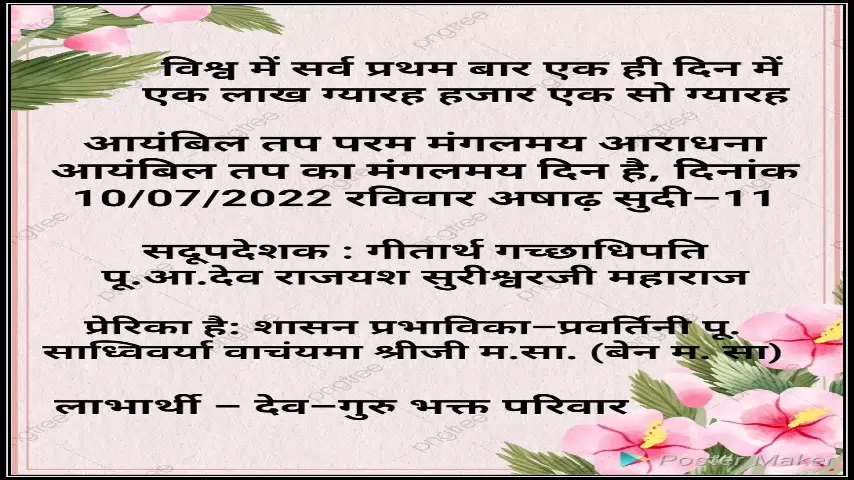 विश्व में सर्व प्रथम बार एक ही दिन में
एक लाख ग्यारह हजार एक सो ग्यारह
आयंबिल तप परम मंगलमय आराधना
आयंबिल तप का मंगलमय दिन है, दिनांक
10/07/2022 रविवार अषाढ़ सुदी–11
सदूपदेशक : गीतार्थ गच्छाधिपति
पू.आ.देव राजयश सुरीश्वरजी महाराज
प्रेरिका है: शासन प्रभाविका–प्रवर्तिनी पू.
साध्विवर्या वाचंयमा श्रीजी म.सा. (बेन म. सा)
लाभार्थी – देव–गुरु भक्त परिवार
Poster Maker
pngtree